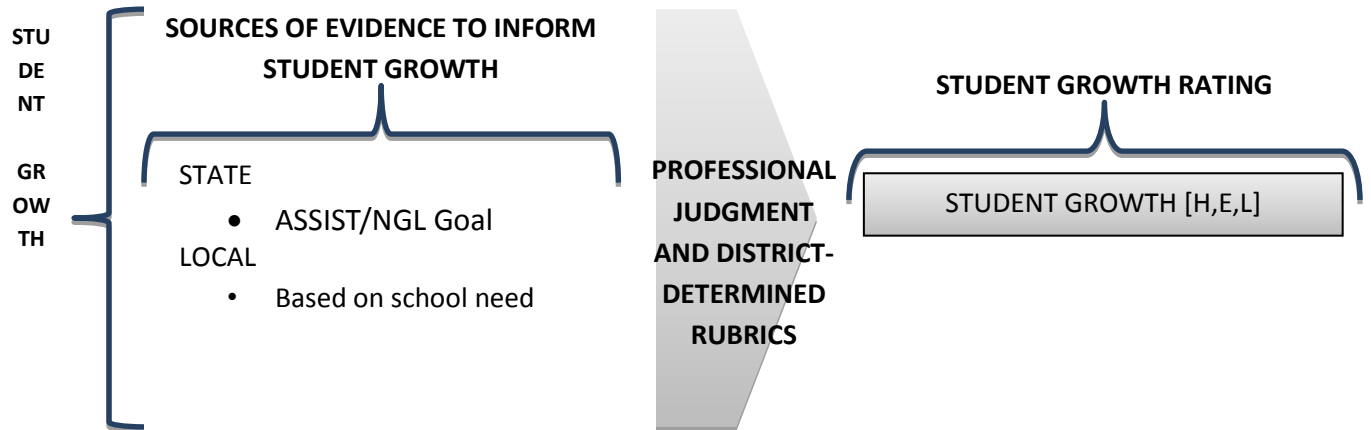 STU
DE
NT
GR
OW
TH
SOURCES OF EVIDENCE TO INFORM
STUDENT GROWTH
STATE
● ASSIST/NGL Goal
LOCAL
• Based on school need
PROFESSIONAL
JUDGMENT
AND DISTRICT-
DETERMINED
RUBRICS
STUDENT GROWTH RATING
STUDENT GROWTH [H,E,L]